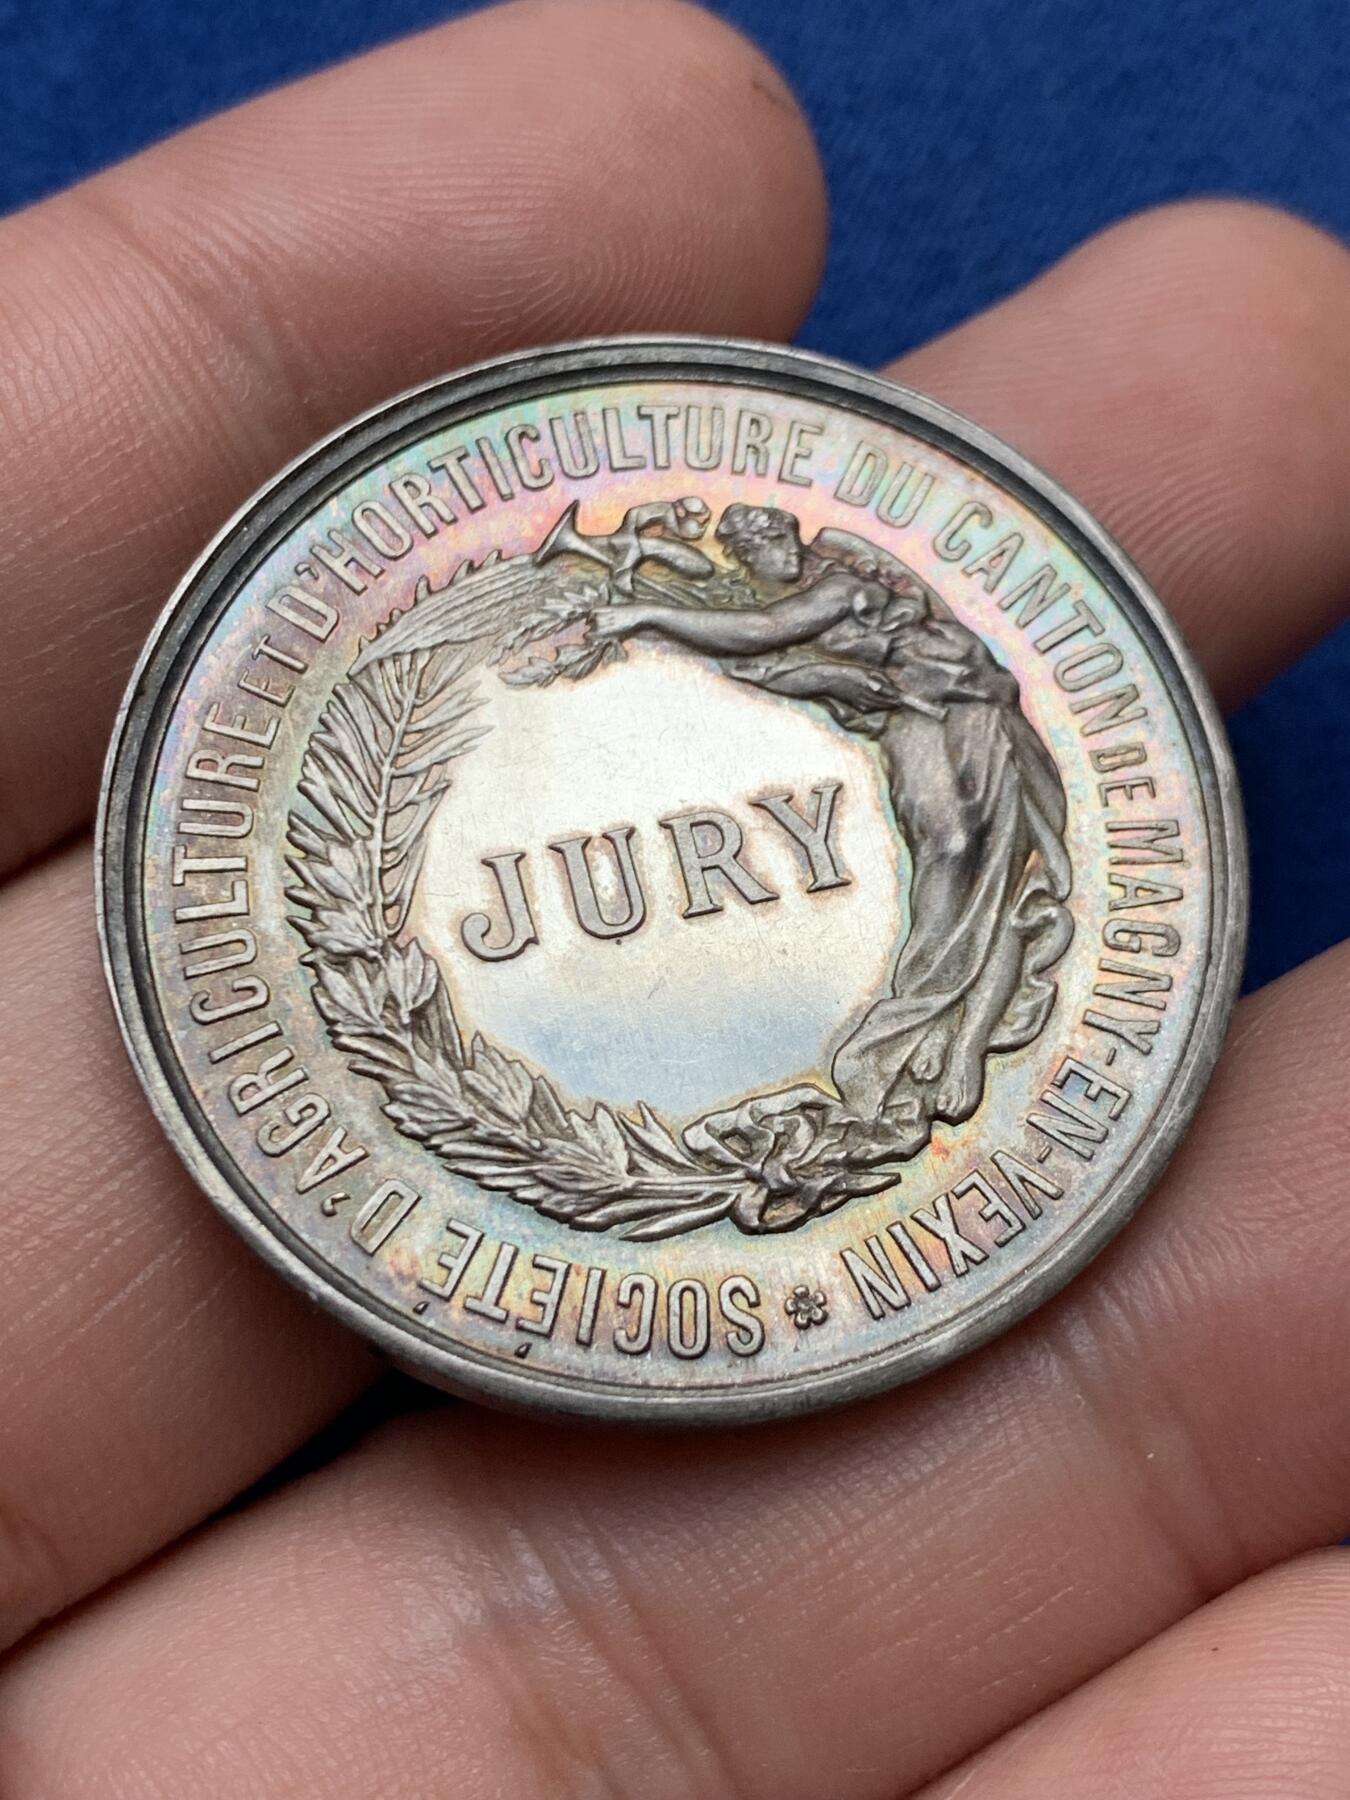 SOCIÉTÉ D'AGRICULTURE ET D'HORTICULTURE DU CANTON DE MAGNY-EN-VEXIN
JURY